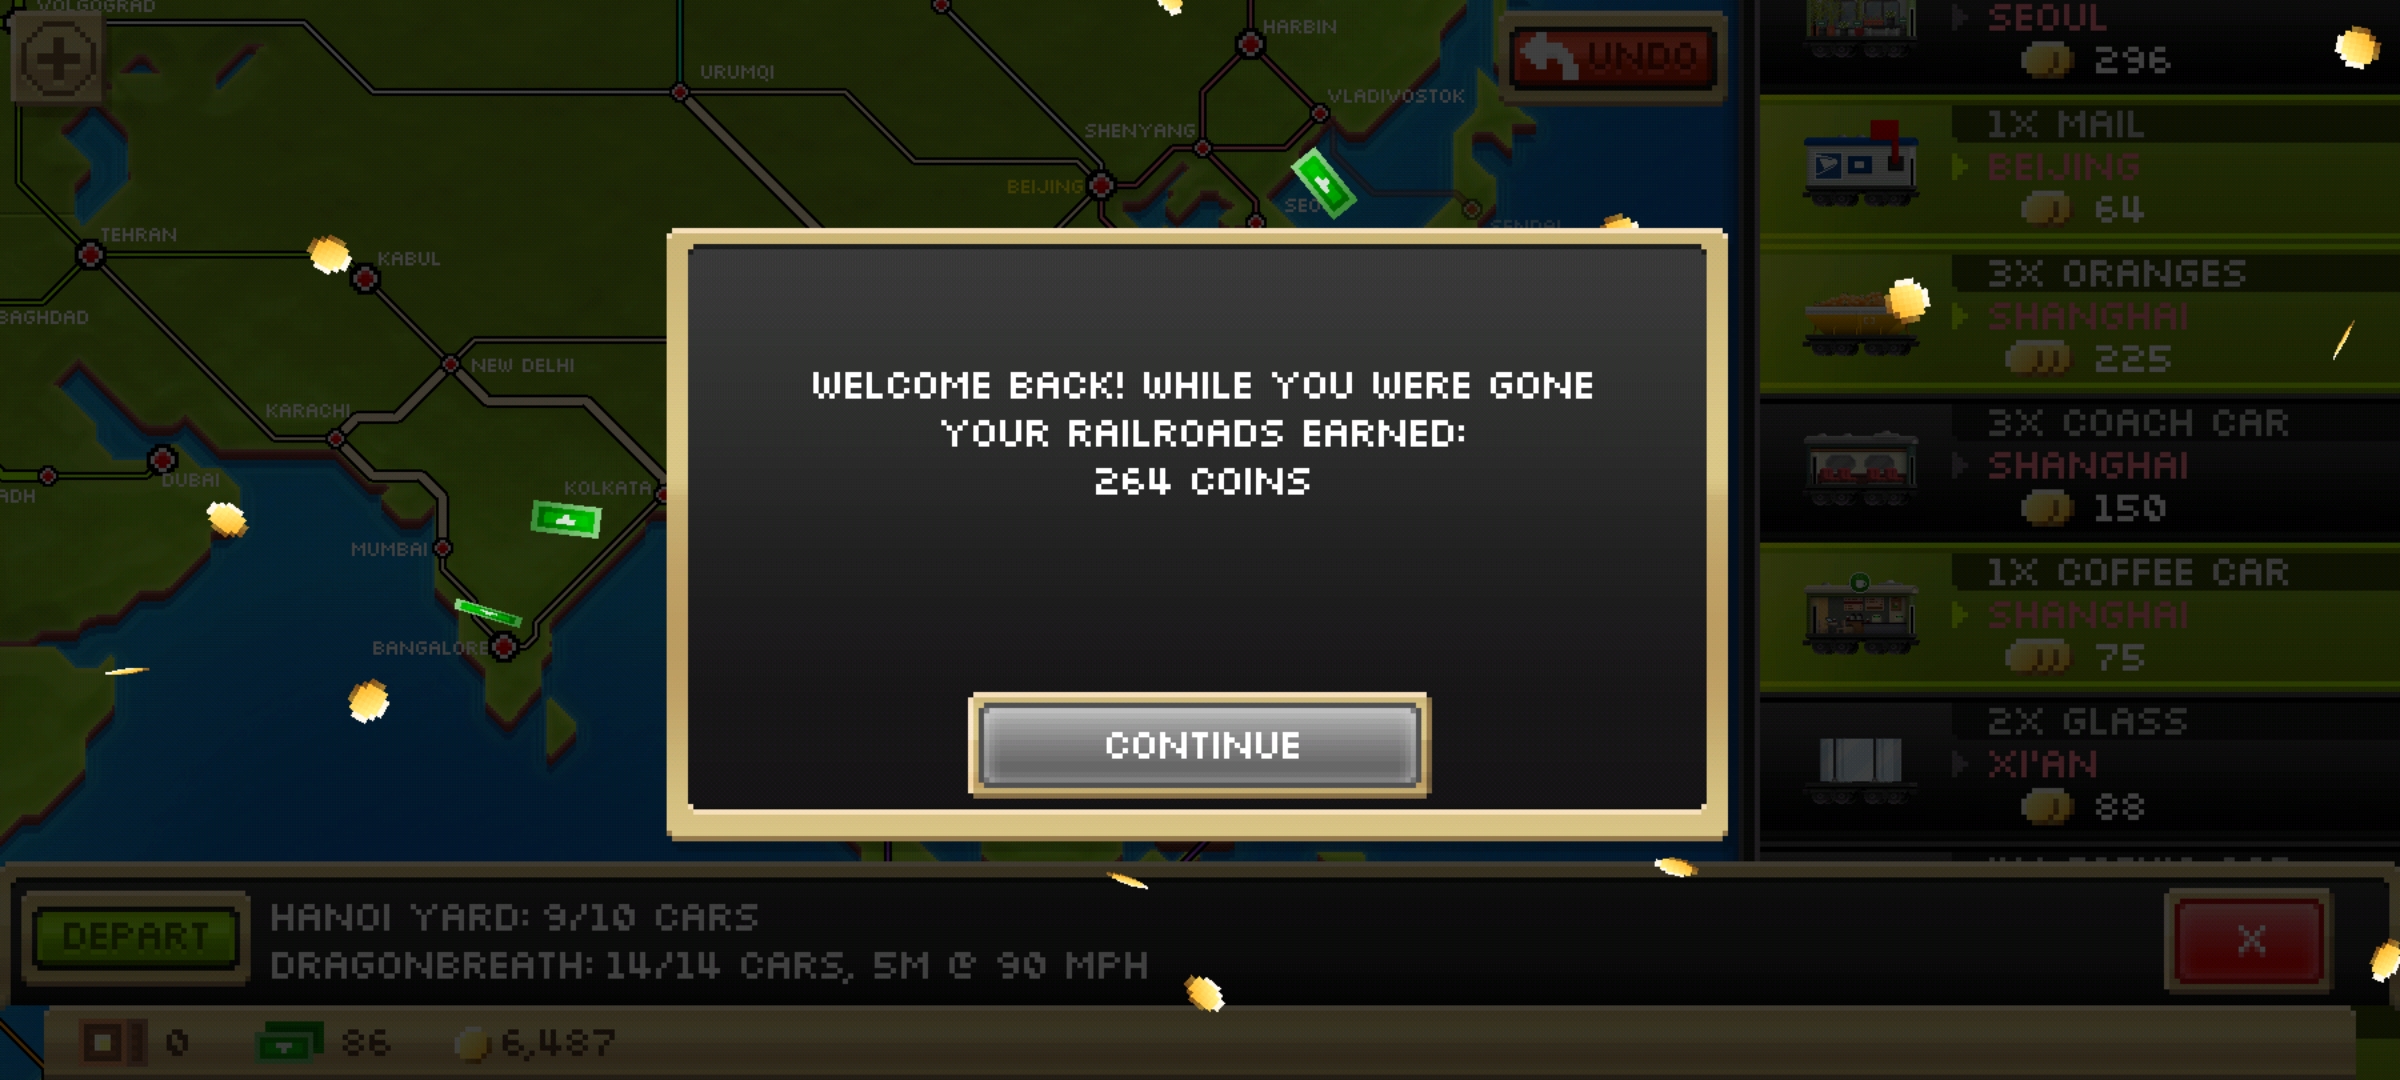 VOLGOGRAD
HARBIN
UNDO
URUMQI
VLADIVOSTOK
SHENYANG
BEIJING
TEHRAN
KABUL
BAGHDAD
NEW DELHI
KARACHI
DUBAI
KOLKATA
MUMBAI
BANGALORE
WELCOME BACK! WHILE YOU WERE GONE
YOUR RAILROADS EARNED:
264 COINS
CONTINUE
SEOUL
296
1X MAIL
BEIJING
64
3X ORANGES
SHANGHAI
225
3X COACH CAR
SHANGHAI
150
1X COFFEE CAR
SHANGHAI
75
2X GLASS
XI'AN
88
DEPART
HANOI YARD: 9/10 CARS
DRAGONBREATH: 14/14 CARS, 5M @ 90 MPH
X
0
86
6,487